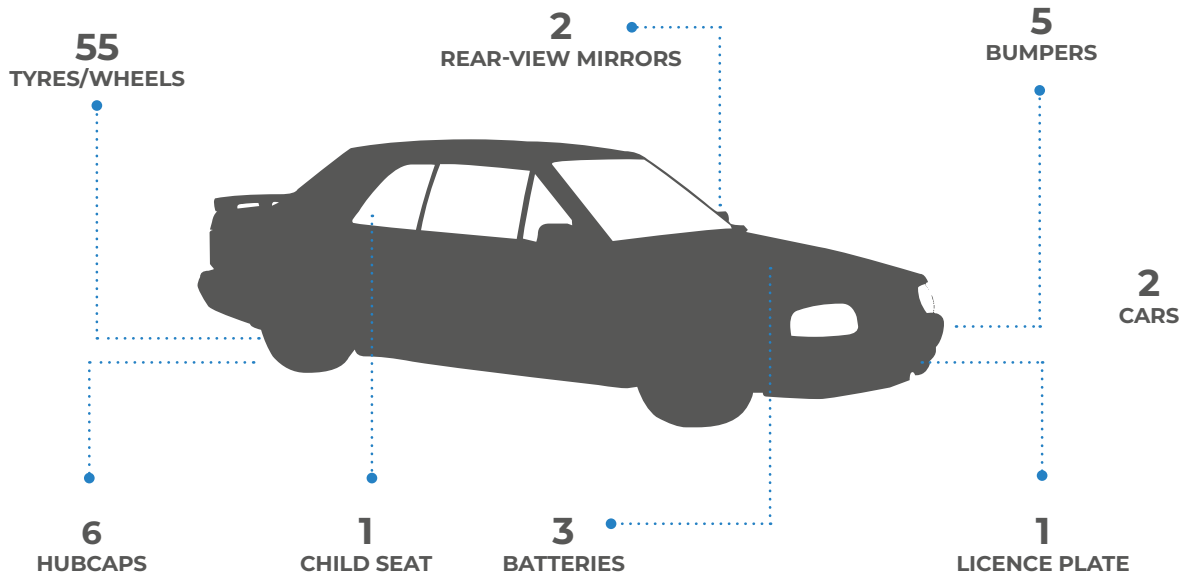 55
TYRES/WHEELS
2
REAR-VIEW MIRRORS
5
BUMPERS
2
CARS
6
HUBCAPS
1
CHILD SEAT
3
BATTERIES
1
LICENCE PLATE